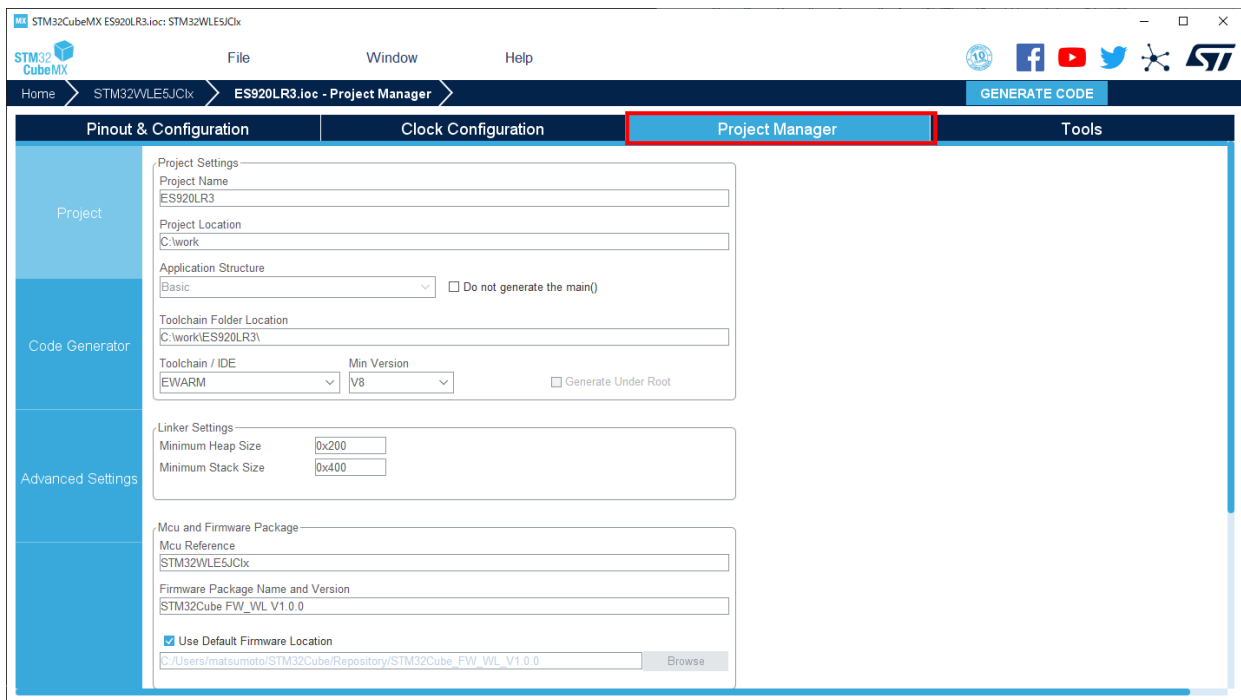 MX STM32CubeMX ES920LR3.ioc: STM32WLE5JCIx
STM32 CubeMX File Window Help 10 ST
Home STM32WLE5JCIx ES920LR3.ioc - Project Manager GENERATE CODE
Pinout & Configuration Clock Configuration Project Manager Tools
Project
Code Generator
Advanced Settings
Project Settings
Project Name
ES920LR3
Project Location
C:\work
Application Structure
Basic Do not generate the main()
Toolchain Folder Location
C:\work\ES920LR3\
Toolchain / IDE Min Version
EWARM V8 Generate Under Root
Linker Settings
Minimum Heap Size 0x200
Minimum Stack Size 0x400
Mcu and Firmware Package
Mcu Reference
STM32WLE5JCIx
Firmware Package Name and Version
STM32Cube FW_WL V1.0.0
Use Default Firmware Location
C:/Users/matsumoto/STM32Cube/Repository/STM32Cube_FW_WL_V1.0.0 Browse